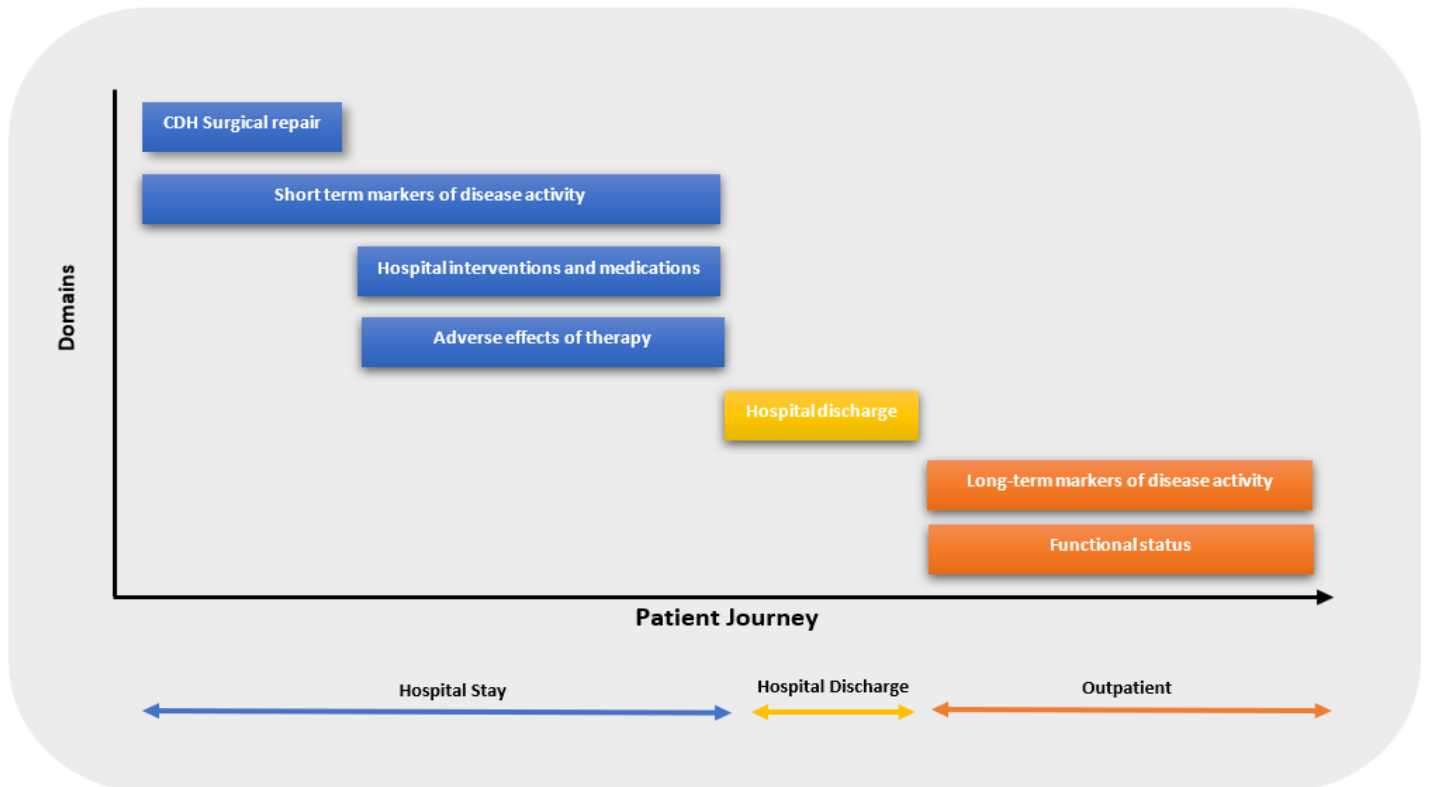 CDH Surgical repair
Short term markers of disease activity
Hospital interventions and medications
Adverse effects of therapy
Hospital discharge
Long-term markers of disease activity
Functional status
Domains
Patient Journey
Hospital Stay
Hospital Discharge
Outpatient